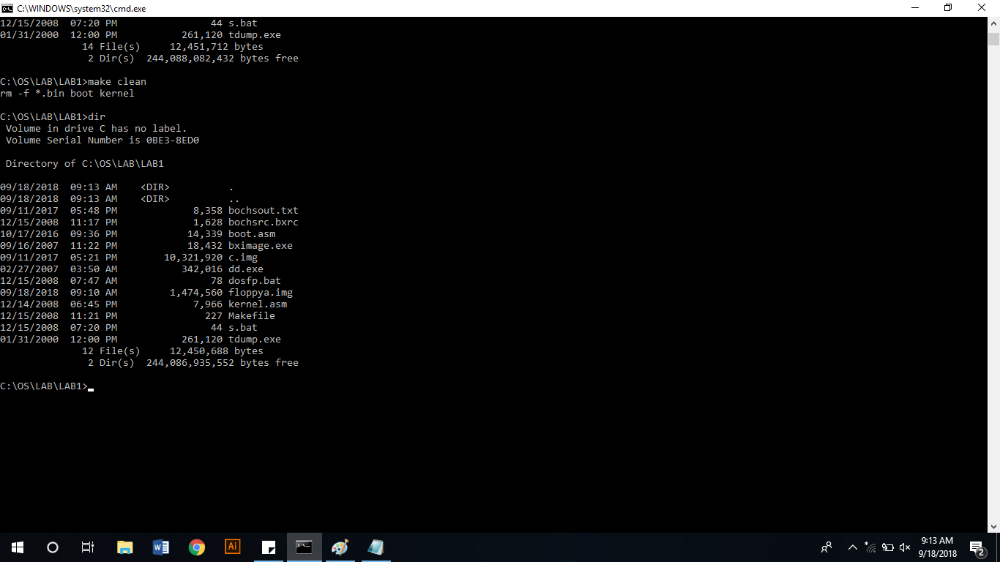 C:\WINDOWS\system32\cmd.exe
12/15/2008  07:20 PM                44 s.bat
01/31/2000  12:00 PM           261,120 tdump.exe
              14 File(s)     12,451,712 bytes
               2 Dir(s)  244,088,082,432 bytes free
C:\OS\LAB\LAB1>make clean
rm -f *.bin boot kernel
C:\OS\LAB\LAB1>dir
 Volume in drive C has no label.
 Volume Serial Number is 0BE3-8ED0
 Directory of C:\OS\LAB\LAB1
09/18/2018  09:13 AM    <DIR>          .
09/18/2018  09:13 AM    <DIR>          ..
09/11/2017  05:48 PM             8,358 bochsout.txt
12/15/2008  11:17 PM             1,628 bochsrc.bxrc
10/17/2016  09:36 PM            14,339 boot.asm
09/16/2007  11:22 PM            18,432 bximage.exe
09/11/2017  05:21 PM        10,321,920 c.img
02/27/2007  03:50 AM           342,016 dd.exe
12/15/2008  07:47 AM                78 dosfp.bat
09/18/2018  09:10 AM         1,474,560 floppya.img
12/14/2008  06:45 PM             7,966 kernel.asm
12/15/2008  11:21 PM               227 Makefile
12/15/2008  07:20 PM                44 s.bat
01/31/2000  12:00 PM           261,120 tdump.exe
              12 File(s)     12,450,688 bytes
               2 Dir(s)  244,086,935,552 bytes free
C:\OS\LAB\LAB1>
Ai
9:13 AM
9/18/2018
2